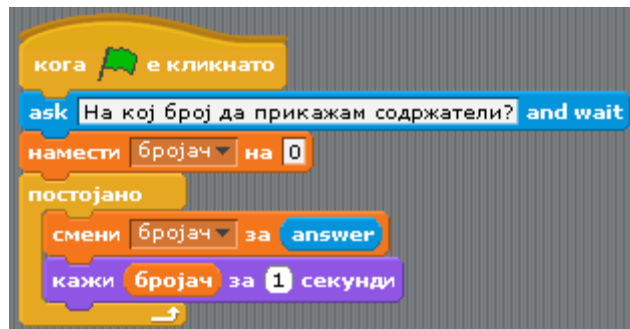 кога е кликнато
ask На кој број да прикажам содржатели? and wait
намести бројач на 0
постојано
смени бројач за answer
кажи бројач за 1 секунди